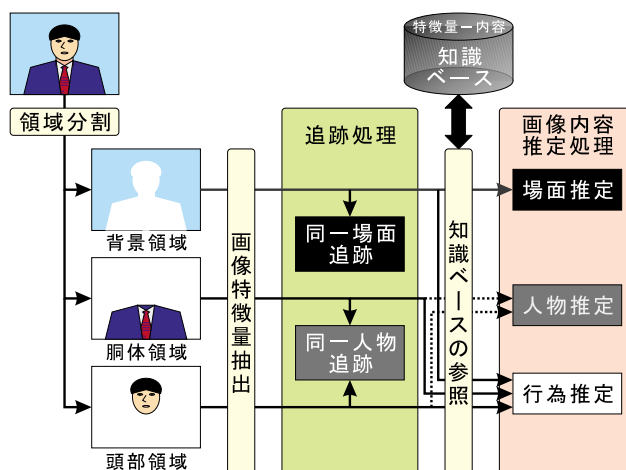 特徴量ー内容
知識
ベース
領域分割
追跡処理
画像内容
推定処理
背景領域
胴体領域
頭部領域
画像特徴量抽出
同一場面
追跡
同一人物
追跡
知識ベースの参照
場面推定
人物推定
行為推定